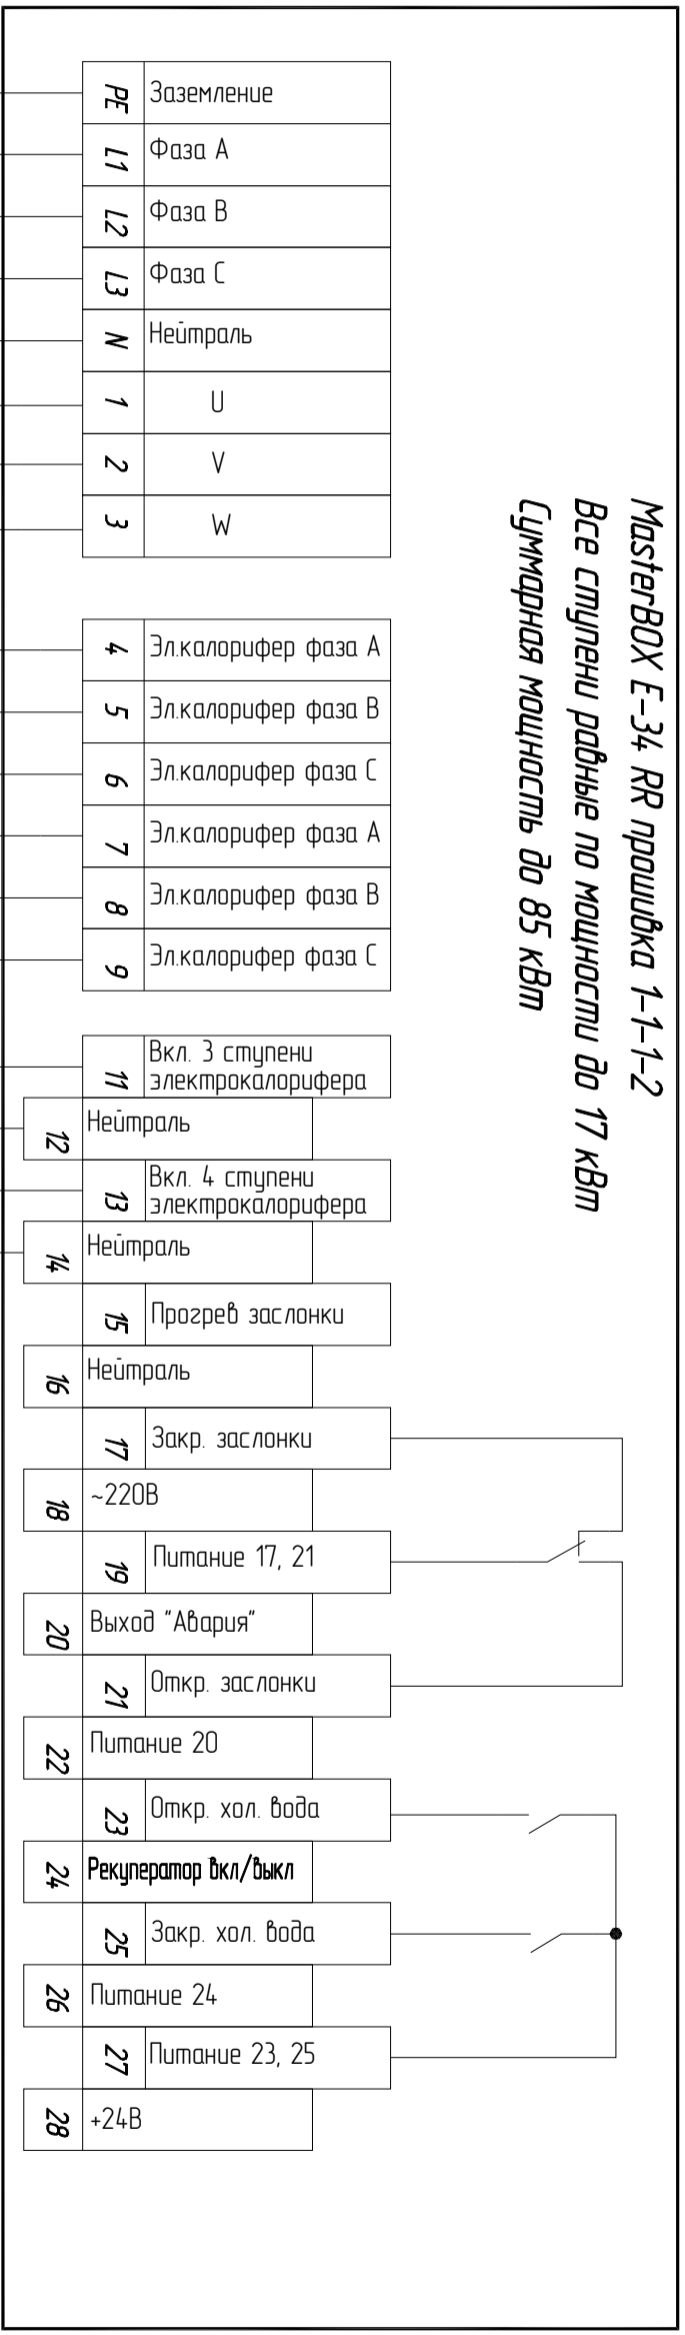 MasterBOX E-34 RR прошивка 1-1-1-2
Все ступени равные по мощности до 17 кВт
Суммарная мощность до 85 кВт
PE Заземление
L1 Фаза А
L2 Фаза В
L3 Фаза С
N Нейтраль
1 U
2 V
3 W
4 Эл.калорифер фаза А
5 Эл.калорифер фаза В
6 Эл.калорифер фаза С
7 Эл.калорифер фаза А
8 Эл.калорифер фаза В
9 Эл.калорифер фаза С
11 Вкл. 3 ступени
электрокалорифера
12 Нейтраль
13 Вкл. 4 ступени
электрокалорифера
14 Нейтраль
15 Прогрев заслонки
16 Нейтраль
17 Закр. заслонки
18 ~220В
19 Питание 17, 21
20 Выход "Авария"
21 Откр. заслонки
22 Питание 20
23 Откр. хол. вода
24 Рекуператор вкл/выкл
25 Закр. хол. вода
26 Питание 24
27 Питание 23, 25
28 +24В